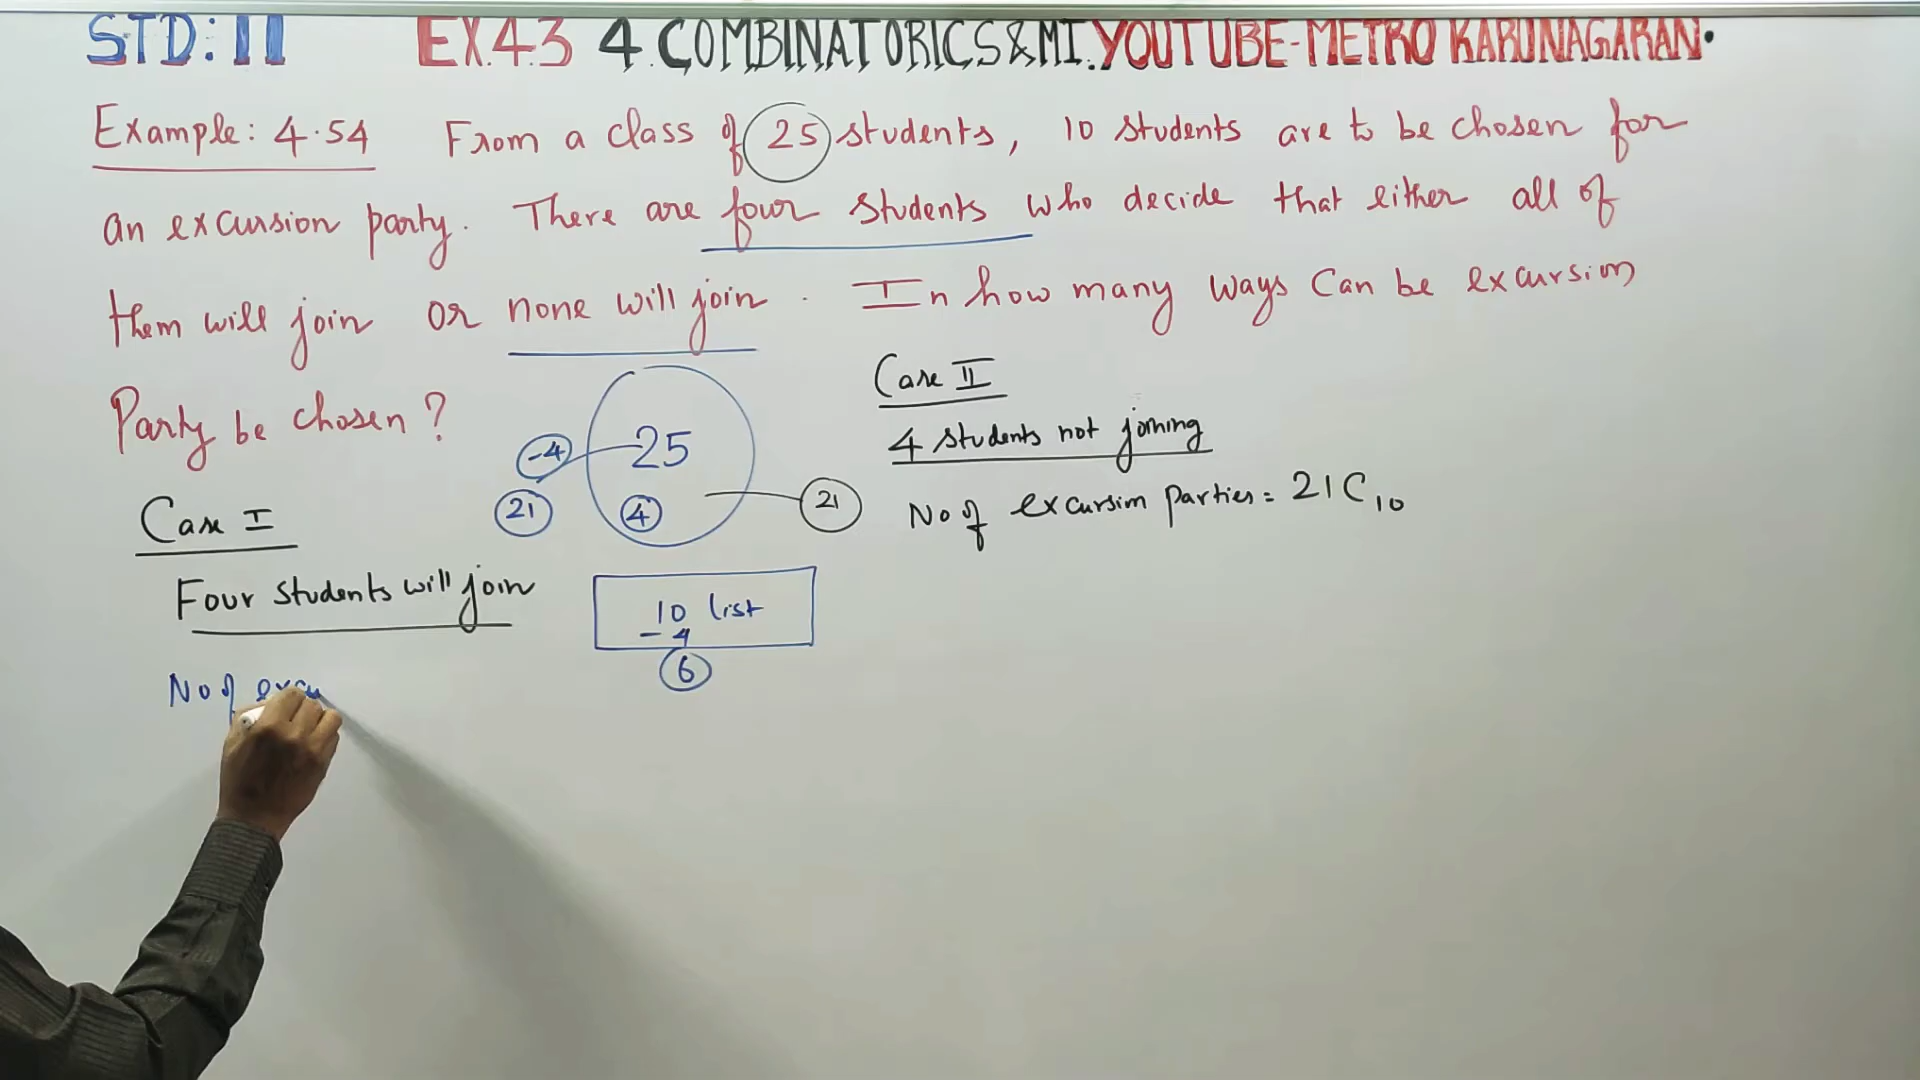 STD: 11 EX.4.3 4. COMBINATORICS & MI. YOUTUBE-METRO KARUNAGARAN.
Example: 4.54 From a class of 25 students, 10 students are to be chosen for
an excursion party. There are four students who decide that either all of
them will join or none will join. In how many ways Can be excursion
Party be chosen?
Case I
Four students will join
No of excu
25
-4
21
4
21
10 list
- 4
6
Case II
4 students not joining
No of excursion parties = 21C10